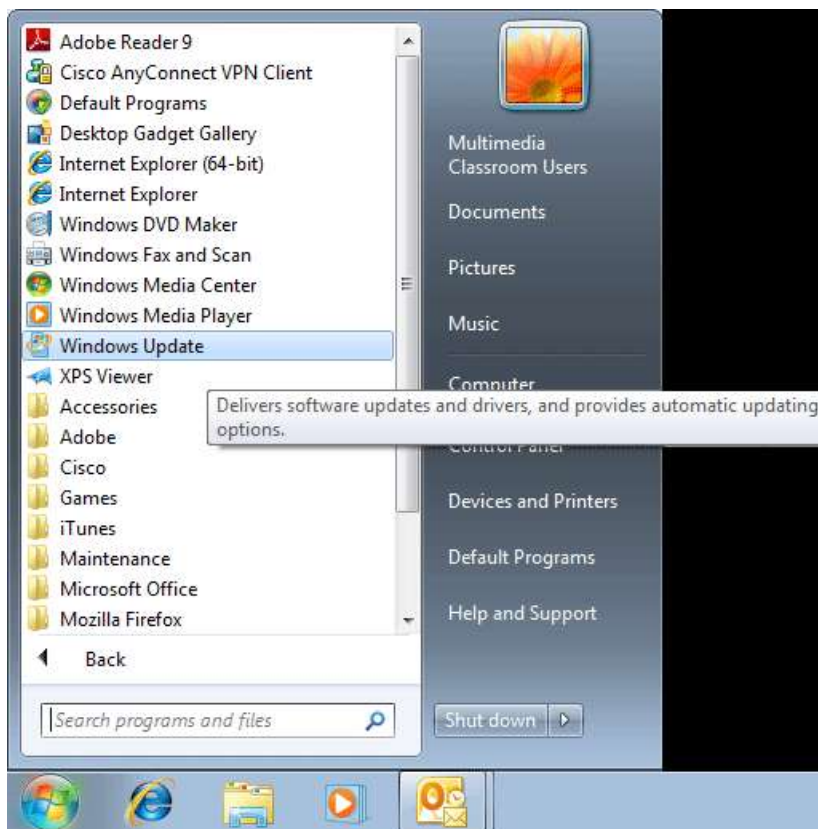 Adobe Reader 9
Cisco AnyConnect VPN Client
Default Programs
Desktop Gadget Gallery
Internet Explorer (64-bit)
Internet Explorer
Windows DVD Maker
Windows Fax and Scan
Windows Media Center
Windows Media Player
Windows Update
XPS Viewer
Accessories
Adobe
Cisco
Games
iTunes
Maintenance
Microsoft Office
Mozilla Firefox
Back
Search programs and files
Multimedia
Classroom Users
Documents
Pictures
Music
Computer
Delivers software updates and drivers, and provides automatic updating
options.
Control Panel
Devices and Printers
Default Programs
Help and Support
Shut down